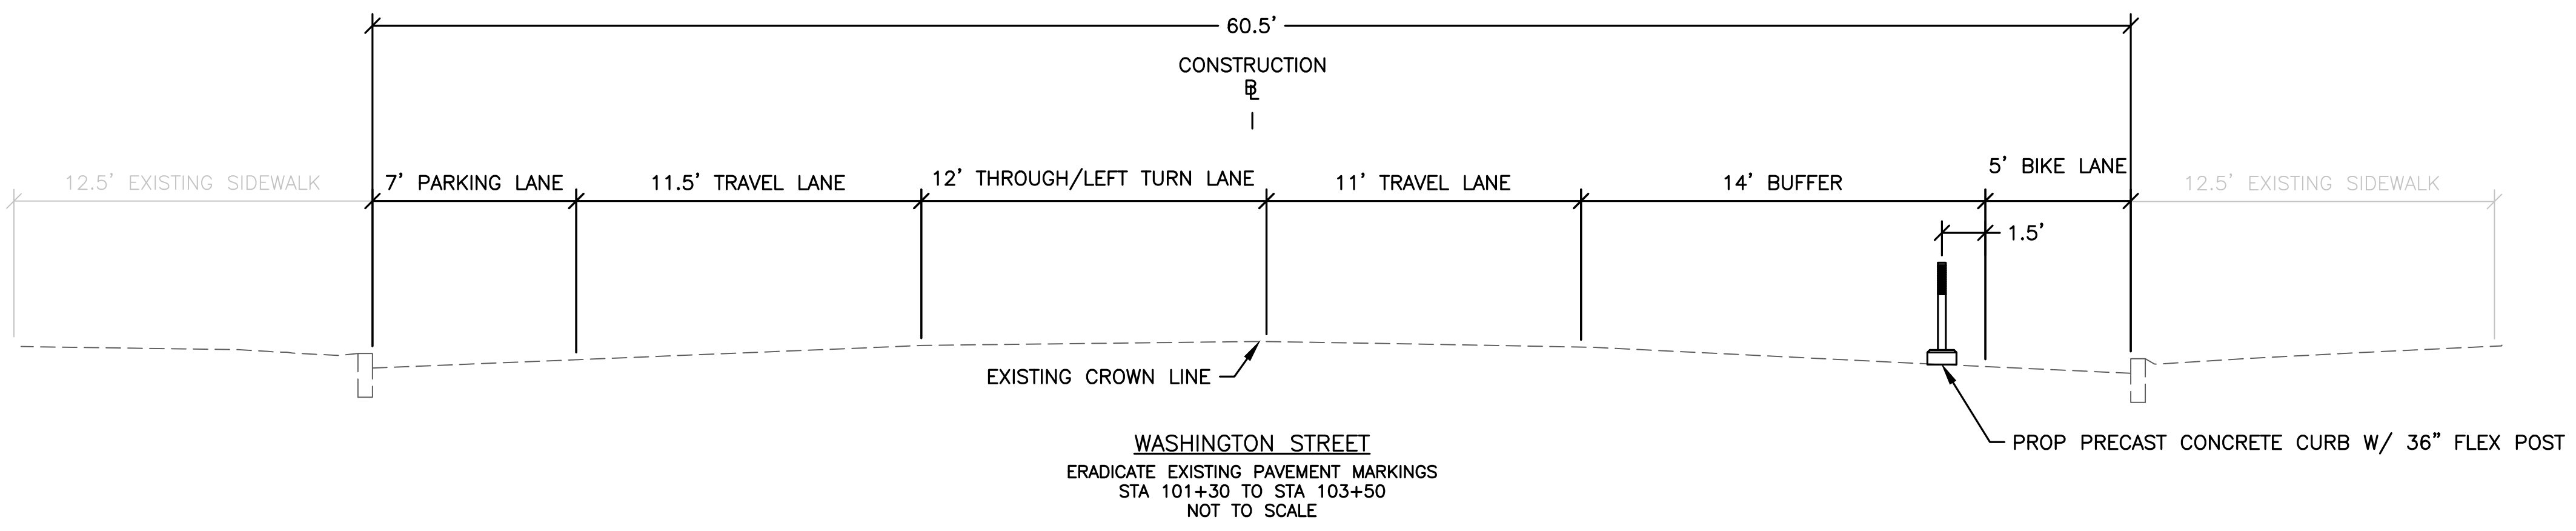 60.5'
CONSTRUCTION
BL
12.5' EXISTING SIDEWALK
7' PARKING LANE
11.5' TRAVEL LANE
12' THROUGH/LEFT TURN LANE
11' TRAVEL LANE
14' BUFFER
5' BIKE LANE
12.5' EXISTING SIDEWALK
1.5'
EXISTING CROWN LINE
PROP PRECAST CONCRETE CURB W/ 36" FLEX POST
WASHINGTON STREET
ERADICATE EXISTING PAVEMENT MARKINGS
STA 101+30 TO STA 103+50
NOT TO SCALE